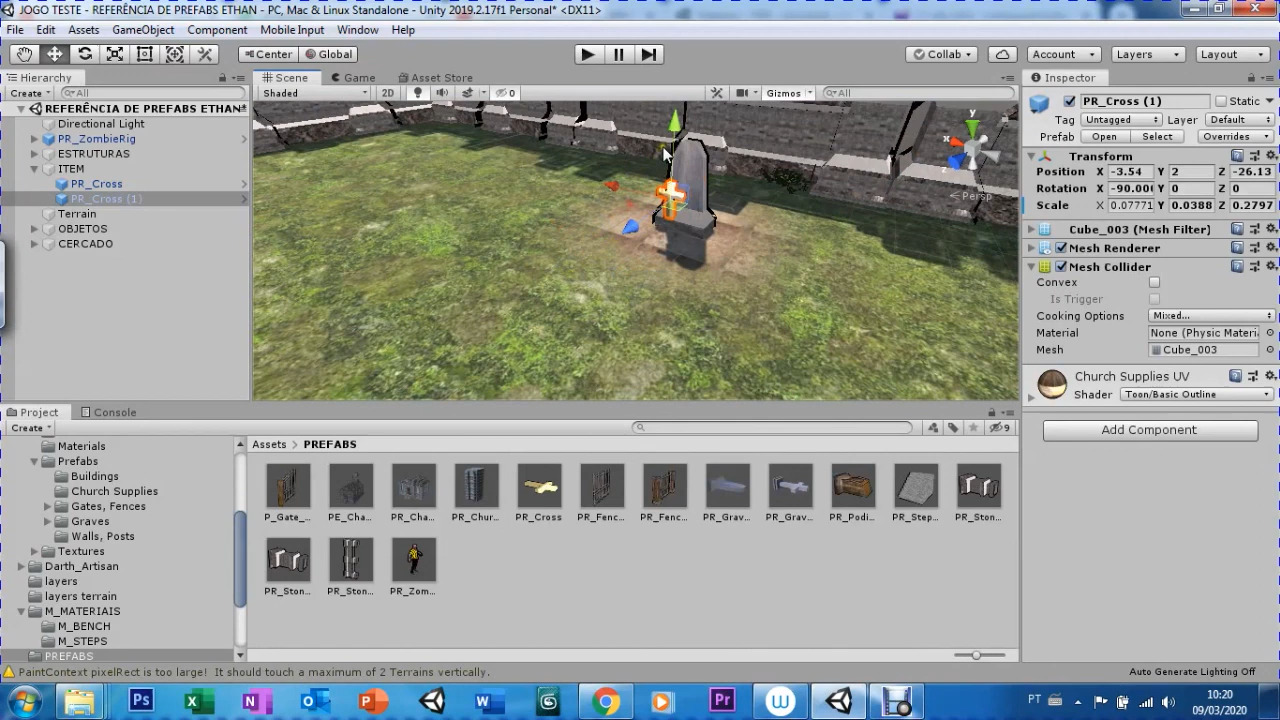 JOGO TESTE - REFERÊNCIA DE PREFABS ETHAN - PC, Mac & Linux Standalone - Unity 2019.2.17f1 Personal* <DX11>
File Edit Assets GameObject Component Mobile Input Window Help
Center Global Collab Account Layers Layout
Hierarchy Scene Game Asset Store Inspector
Create All Shaded 2D 0 Gizmos All
REFERÊNCIA DE PREFABS ETHAN*
Directional Light
PR_ZombieRig
ESTRUTURAS
ITEM
PR_Cross
PR_Cross (1)
Terrain
OBJETOS
CERCADO
y
x
z
Persp
PR_Cross (1) Static
Tag Untagged Layer Default
Prefab Open Select Overrides
Transform
Position X -3.54 Y 2 Z -26.13
Rotation X -90.00 Y 0 Z 0
Scale X 0.07771 Y 0.0388 Z 0.2797
Cube_003 (Mesh Filter)
Mesh Renderer
Mesh Collider
Convex
Is Trigger
Cooking Options Mixed...
Material None (Physic Materi
Mesh Cube_003
Church Supplies UV
Shader Toon/Basic Outline
Add Component
Project Console
Create 9
Materials
Prefabs
Buildings
Church Supplies
Gates, Fences
Graves
Walls, Posts
Textures
Darth_Artisan
layers
layers terrain
M_MATERIAIS
M_BENCH
M_STEPS
PREFABS
Assets PREFABS
P_Gate_... PE_Cha... PR_Cha... PR_Chur... PR_Cross PR_Fenc... PR_Fenc... PR_Grav... PR_Grav... PR_Podi... PR_Step... PR_Ston...
PR_Ston... PR_Ston... PR_Zom...
PaintContext pixelRect is too large! It should touch a maximum of 2 Terrains vertically.
Auto Generate Lighting Off
Ps N W Pr W PT 10:20
09/03/2020